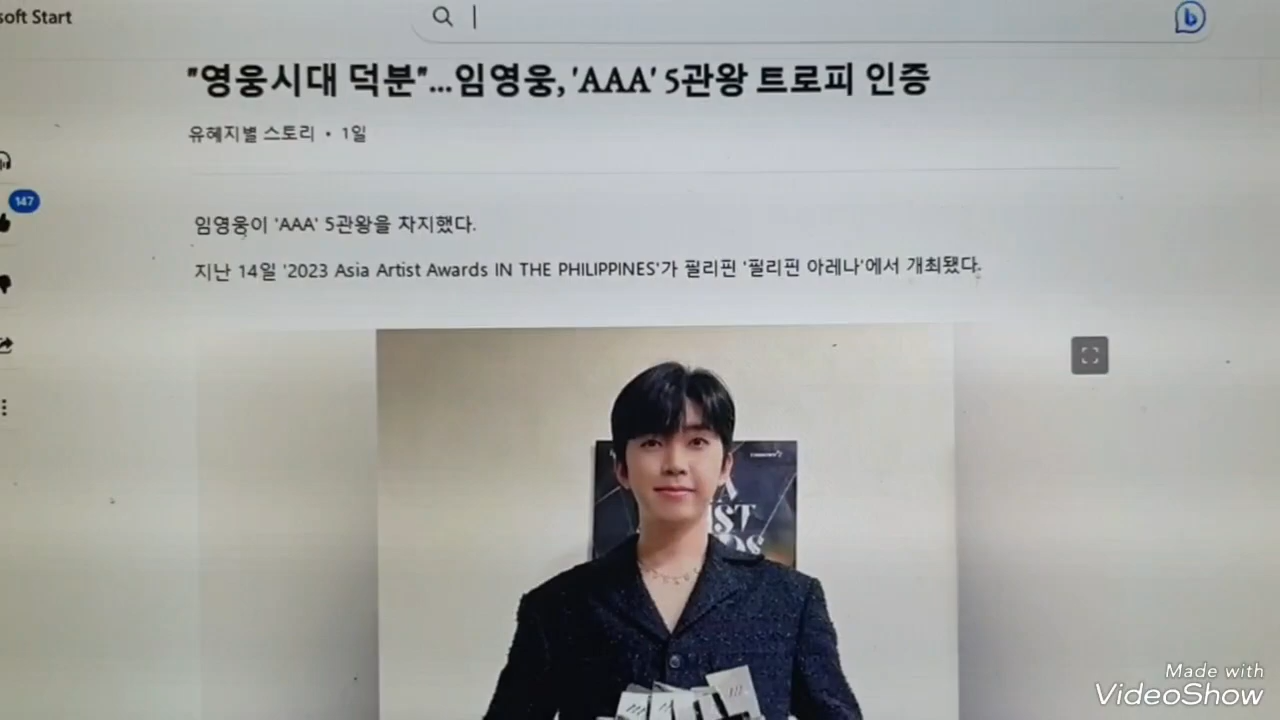 soft Start
"영웅시대 덕분"...임영웅, 'AAA' 5관왕 트로피 인증
유혜지별 스토리 • 1일
147
임영웅이 'AAA' 5관왕을 차지했다.
지난 14일 '2023 Asia Artist Awards IN THE PHILIPPINES'가 필리핀 '필리핀 아레나'에서 개최됐다.
Made with
VideoShow